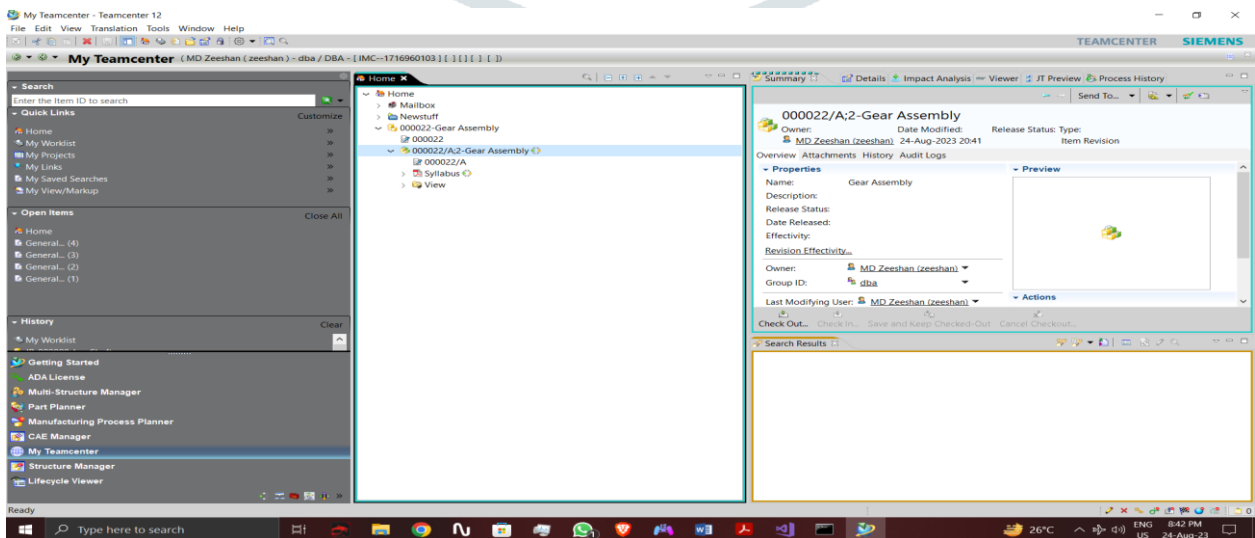 My Teamcenter - Teamcenter 12
File Edit View Translation Tools Window Help
TEAMCENTER SIEMENS
My Teamcenter ( MD Zeeshan ( zeeshan ) - dba / DBA - [ IMC--1716960103 ] [ ] [ ] [ ] [ ] [ ] )
Search
Enter the Item ID to search
Quick Links Customize
Home
My Worklist
My Projects
My Links
My Saved Searches
My View/Markup
Open Items Close All
Home
General... (4)
General... (3)
General... (2)
General... (1)
History Clear
My Worklist
Getting Started
ADA License
Multi-Structure Manager
Part Planner
Manufacturing Process Planner
CAE Manager
My Teamcenter
Structure Manager
Lifecycle Viewer
Home
Home
Mailbox
Newstuff
000022-Gear Assembly
000022
000022/A;2-Gear Assembly
000022/A
Syllabus
View
Summary Details Impact Analysis Viewer JT Preview Process History
Send To...
000022/A;2-Gear Assembly
Owner: Date Modified: Release Status: Type:
MD Zeeshan (zeeshan) 24-Aug-2023 20:41 Item Revision
Overview Attachments History Audit Logs
Properties Preview
Name: Gear Assembly
Description:
Release Status:
Date Released:
Effectivity:
Revision Effectivity...
Owner: MD Zeeshan (zeeshan)
Group ID: dba
Last Modifying User: MD Zeeshan (zeeshan)
Actions
Check Out... Check In... Save and Keep Checked-Out Cancel Checkout...
Search Results
Ready
0
Type here to search
26°C ENG 8:42 PM
US 24-Aug-23